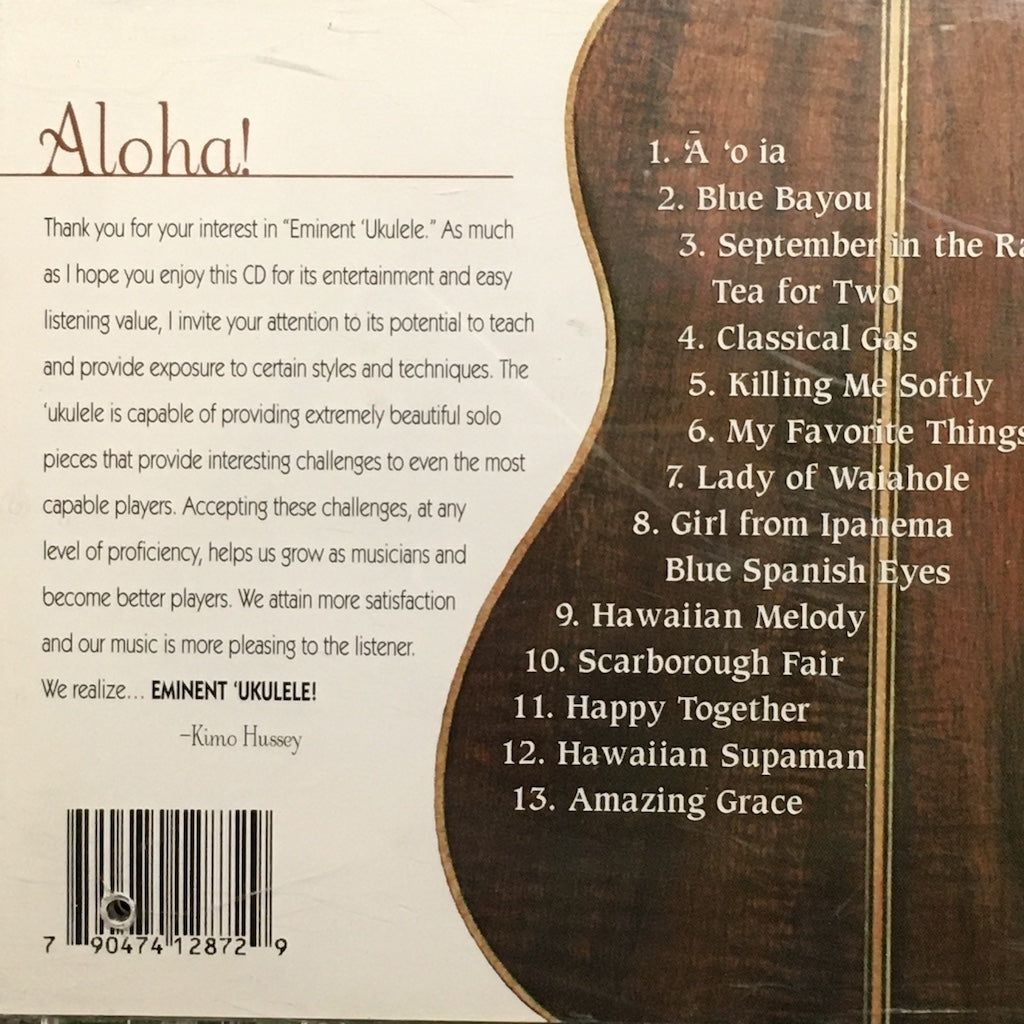 Aloha!
Thank you for your interest in “Eminent ‘Ukulele.” As much
as I hope you enjoy this CD for its entertainment and easy
listening value, I invite your attention to its potential to teach
and provide exposure to certain styles and techniques. The
‘ukulele is capable of providing extremely beautiful solo
pieces that provide interesting challenges to even the most
capable players. Accepting these challenges, at any
level of proficiency, helps us grow as musicians and
become better players. We attain more satisfaction
and our music is more pleasing to the listener.
We realize... EMINENT ‘UKULELE!
–Kimo Hussey
7 90474 12872 9
1. ‘Ā ‘o ia
2. Blue Bayou
3. September in the
Tea for Two
4. Classical Gas
5. Killing Me Softly
6. My Favorite Things
7. Lady of Waiahole
8. Girl from Ipanema
Blue Spanish Eyes
9. Hawaiian Melody
10. Scarborough Fair
11. Happy Together
12. Hawaiian Supaman
13. Amazing Grace